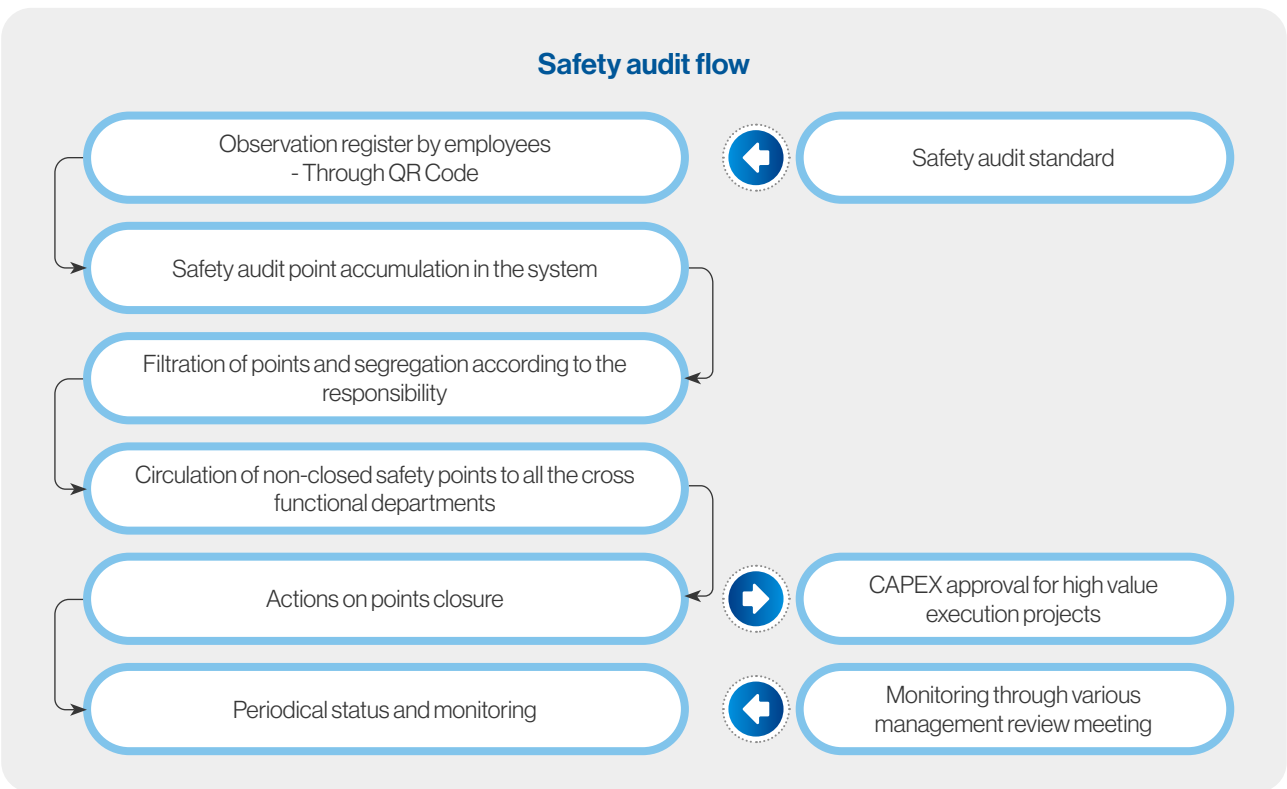 Safety audit flow
Observation register by employees
- Through QR Code
Safety audit standard
Safety audit point accumulation in the system
Filtration of points and segregation according to the
responsibility
Circulation of non-closed safety points to all the cross
functional departments
Actions on points closure
CAPEX approval for high value
execution projects
Periodical status and monitoring
Monitoring through various
management review meeting